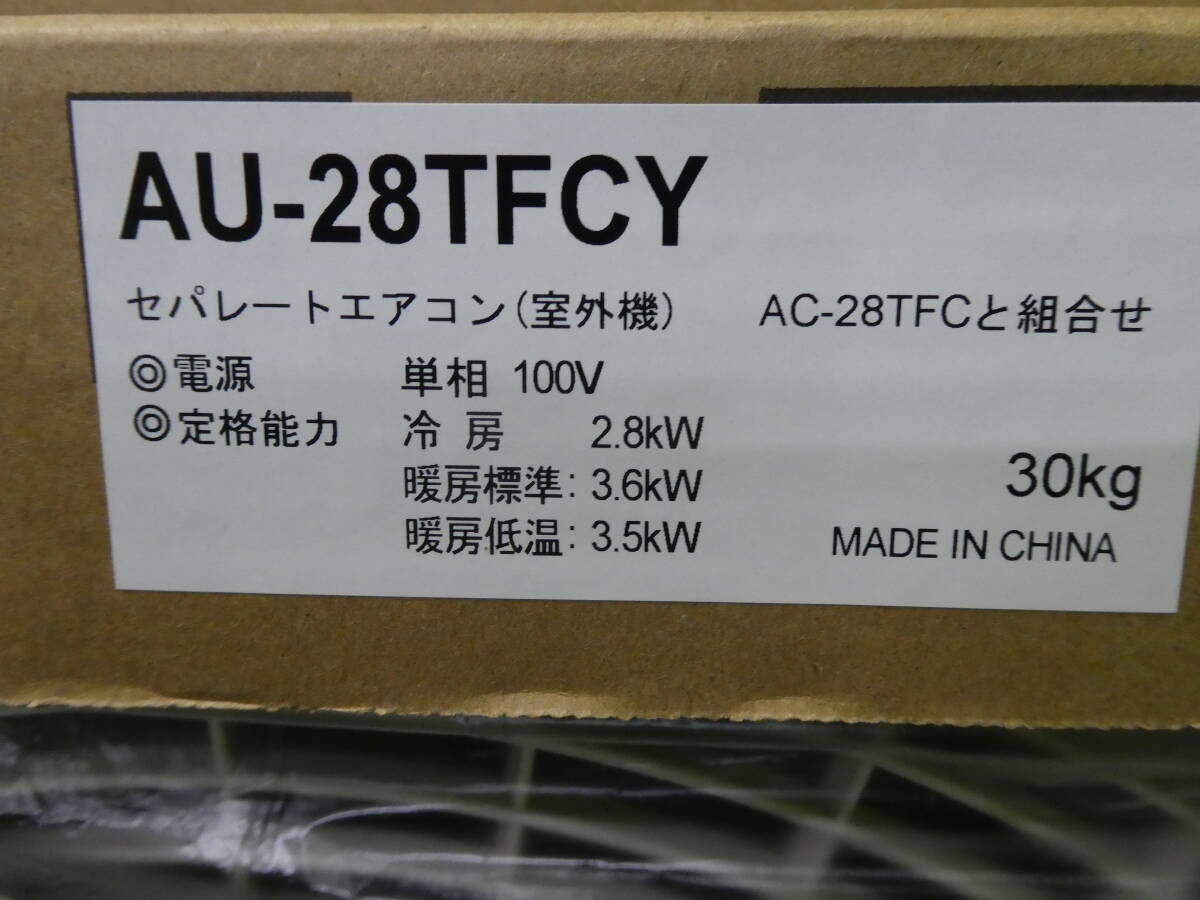 AU-28TFCY
セパレートエアコン(室外機) AC-28TFCと組合せ
◎電源 単相 100V
◎定格能力 冷 房 2.8kW
暖房標準: 3.6kW
30kg
暖房低温: 3.5kW
MADE IN CHINA